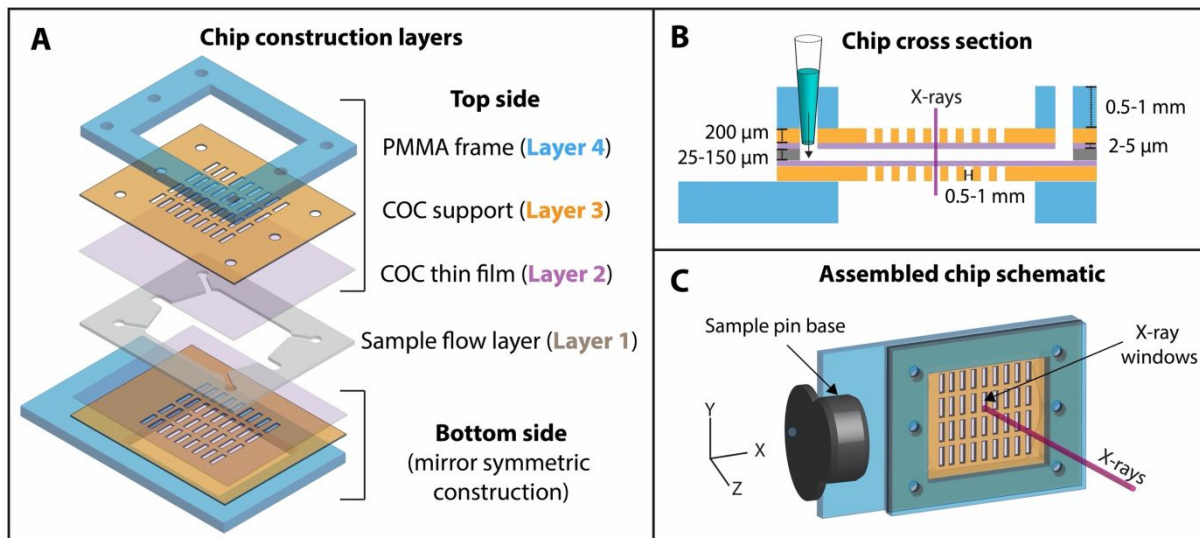 A
Chip construction layers
Top side
PMMA frame (Layer 4)
COC support (Layer 3)
COC thin film (Layer 2)
Sample flow layer (Layer 1)
Bottom side
(mirror symmetric
construction)
B
Chip cross section
X-rays
0.5-1 mm
200 µm
2-5 µm
25-150 µm
H
0.5-1 mm
C
Assembled chip schematic
Sample pin base
X-ray
windows
Y
X
Z
X-rays